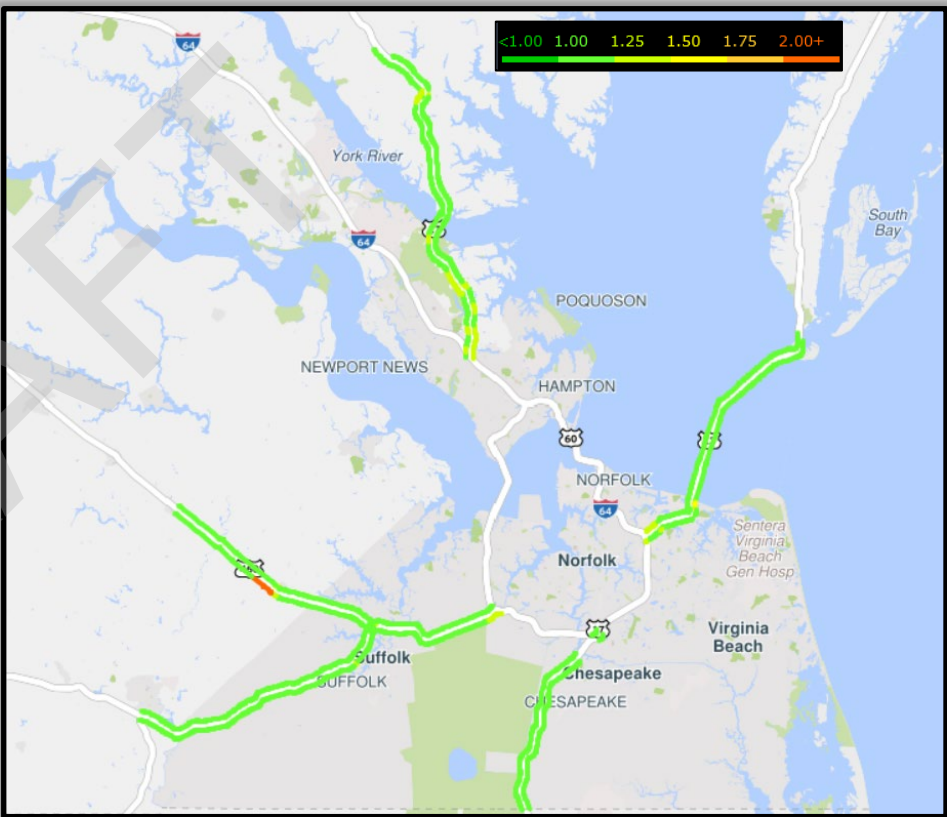 <1.00 1.00 1.25 1.50 1.75 2.00+
64
York River
64
South
Bay
POQUOSON
NEWPORT NEWS
HAMPTON
60
NORFOLK
64
Sentera
Virginia
Beach
Gen Hosp
Norfolk
Virginia
Beach
Suffolk
SUFFOLK
Chesapeake
CHESAPEAKE